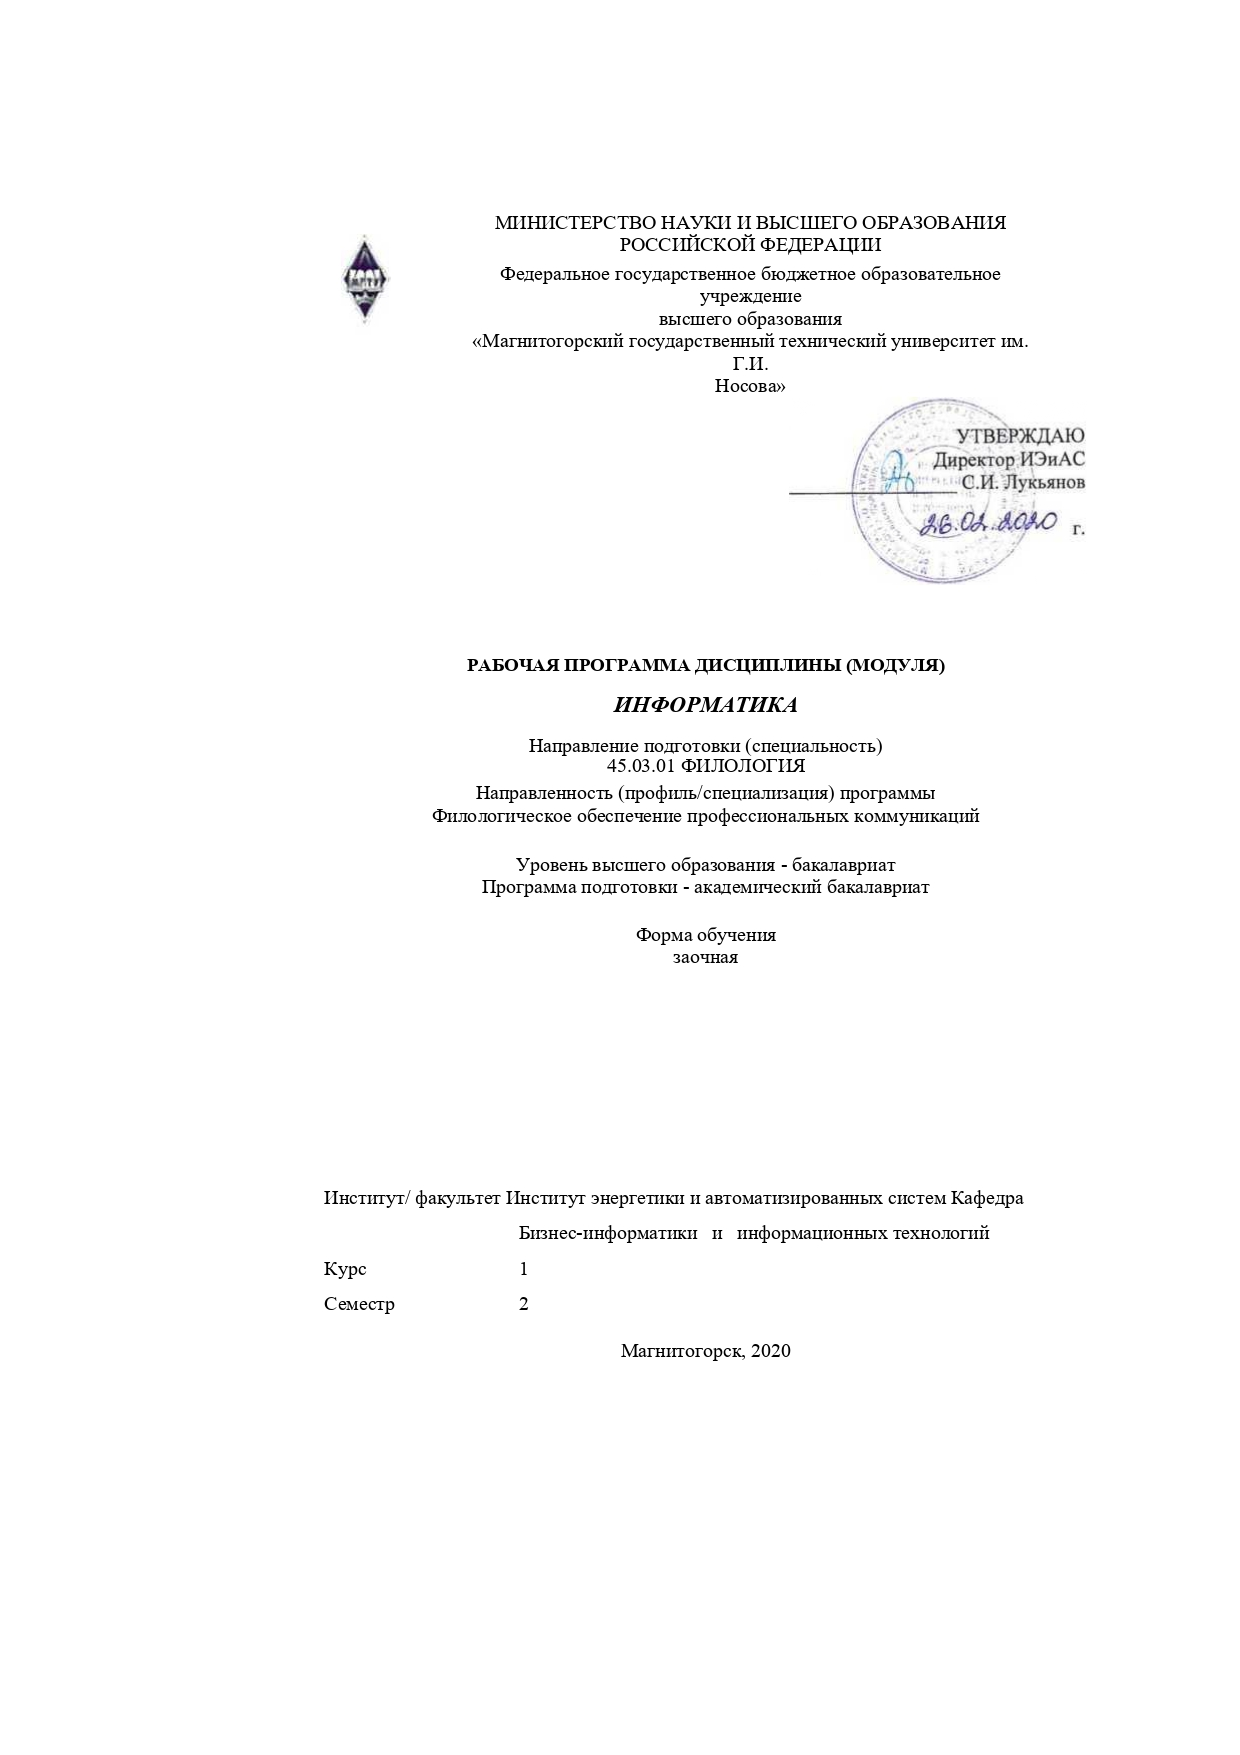 МИНИСТЕРСТВО НАУКИ И ВЫСШЕГО ОБРАЗОВАНИЯ
РОССИЙСКОЙ ФЕДЕРАЦИИ
Федеральное государственное бюджетное образовательное
учреждение
высшего образования
«Магнитогорский государственный технический университет им.
Г.И.
Носова»
УТВЕРЖДАЮ
Директор ИЭиАС
С.И. Лукьянов
26.02.2020 г.
РАБОЧАЯ ПРОГРАММА ДИСЦИПЛИНЫ (МОДУЛЯ)
ИНФОРМАТИКА
Направление подготовки (специальность)
45.03.01 ФИЛОЛОГИЯ
Направленность (профиль/специализация) программы
Филологическое обеспечение профессиональных коммуникаций
Уровень высшего образования - бакалавриат
Программа подготовки - академический бакалавриат
Форма обучения
заочная
Институт/ факультет Институт энергетики и автоматизированных систем Кафедра
Бизнес-информатики и информационных технологий
Курс 1
Семестр 2
Магнитогорск, 2020